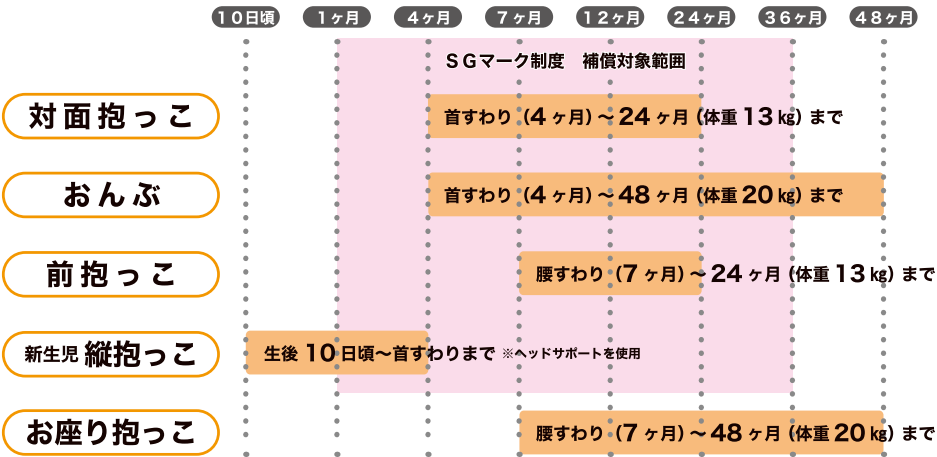 10日頃 1ヶ月 4ヶ月 7ヶ月 12ヶ月 24ヶ月 36ヶ月 48ヶ月
SGマーク制度 補償対象範囲
対面抱っこ 首すわり(4ヶ月)~24ヶ月(体重13㎏)まで
おんぶ 首すわり(4ヶ月)~48ヶ月(体重20㎏)まで
前抱っこ 腰すわり(7ヶ月)~24ヶ月(体重13㎏)まで
新生児 縦抱っこ 生後10日頃~首すわりまで ※ヘッドサポートを使用
お座り抱っこ 腰すわり(7ヶ月)~48ヶ月(体重20㎏)まで